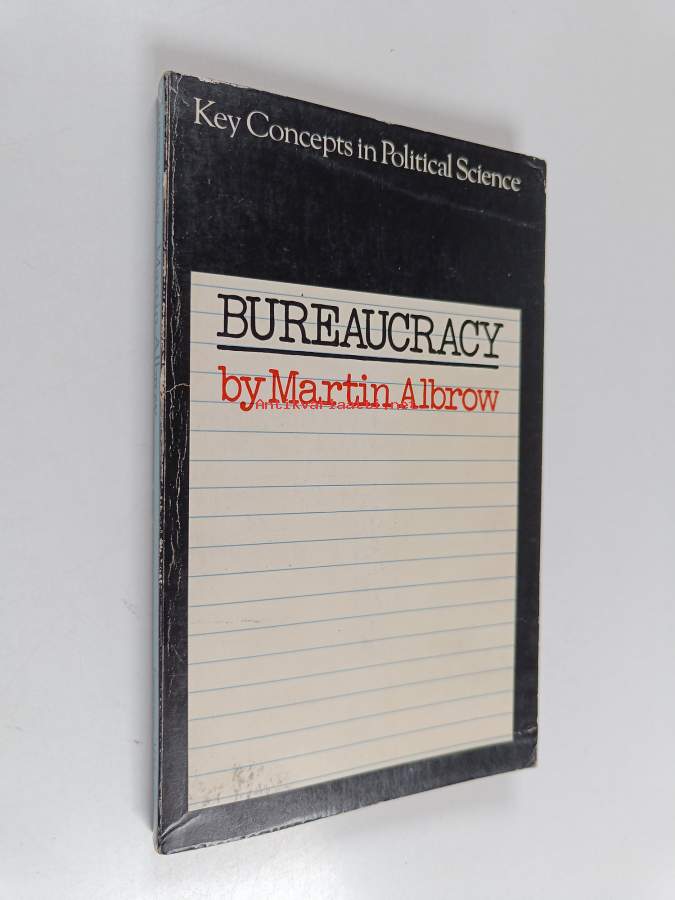 Key Concepts in Political Science
BUREAUCRACY
by Martin Albrow